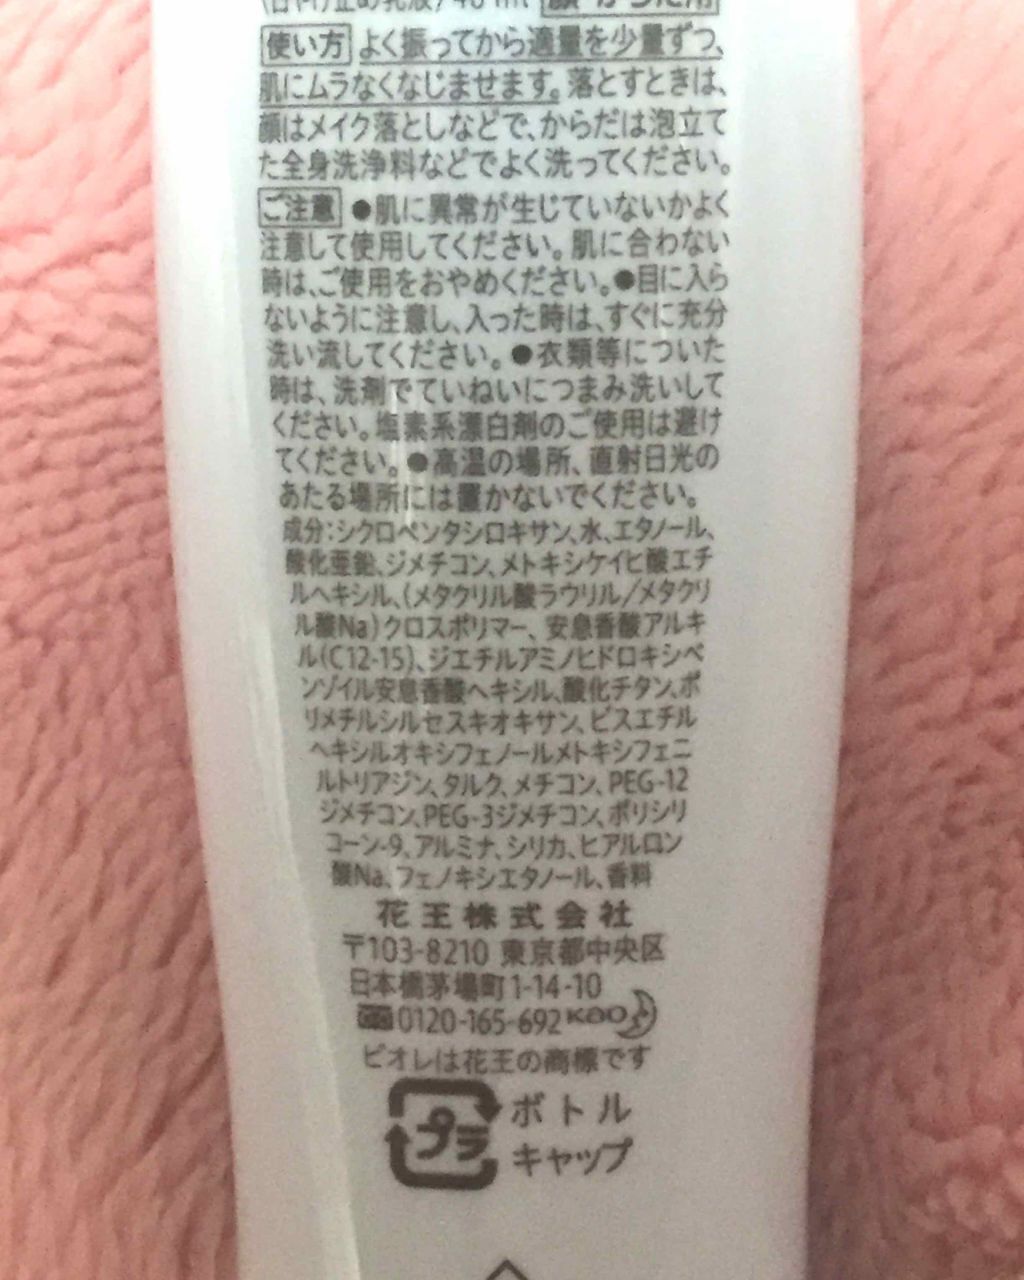 (日やけ止め乳液) 40 mL 顔・からだ用
使い方 よく振ってから適量を少量ずつ、
肌にムラなくなじませます。落とすときは、
顔はメイク落としなどで、からだは泡立て
た全身洗浄料などでよく洗ってください。
ご注意 ●肌に異常が生じていないかよく
注意して使用してください。肌に合わない
時は、ご使用をおやめください。●目に入ら
ないように注意し、入った時は、すぐに充分
洗い流してください。●衣類等についた
時は、洗剤でていねいにつまみ洗いして
ください。塩素系漂白剤のご使用は避け
てください。●高温の場所、直射日光の
あたる場所には置かないでください。
成分:シクロペンタシロキサン、水、エタノール、
酸化亜鉛、ジメチコン、メトキシケイヒ酸エチ
ルヘキシル、(メタクリル酸ラウリル/メタクリ
ル酸Na)クロスポリマー、安息香酸アルキ
ル(C12-15)、ジエチルアミノヒドロキシベ
ンゾイル安息香酸ヘキシル、酸化チタン、ポ
リメチルシルセスキオキサン、ビスエチル
ヘキシルオキシフェノールメトキシフェニ
ルトリアジン、タルク、メチコン、PEG-12
ジメチコン、PEG-3ジメチコン、ポリシリ
コーン-9、アルミナ、シリカ、ヒアルロン
酸Na、フェノキシエタノール、香料
花王株式会社
〒103-8210 東京都中央区
日本橋茅場町1-14-10
0120-165-692 KaO
ビオレは花王の商標です
プラ ボトル
キャップ